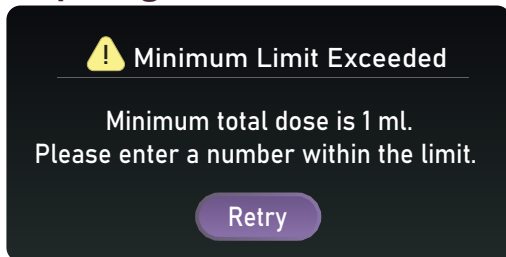 ! Minimum Limit Exceeded
Minimum total dose is 1 ml.
Please enter a number within the limit.
Retry